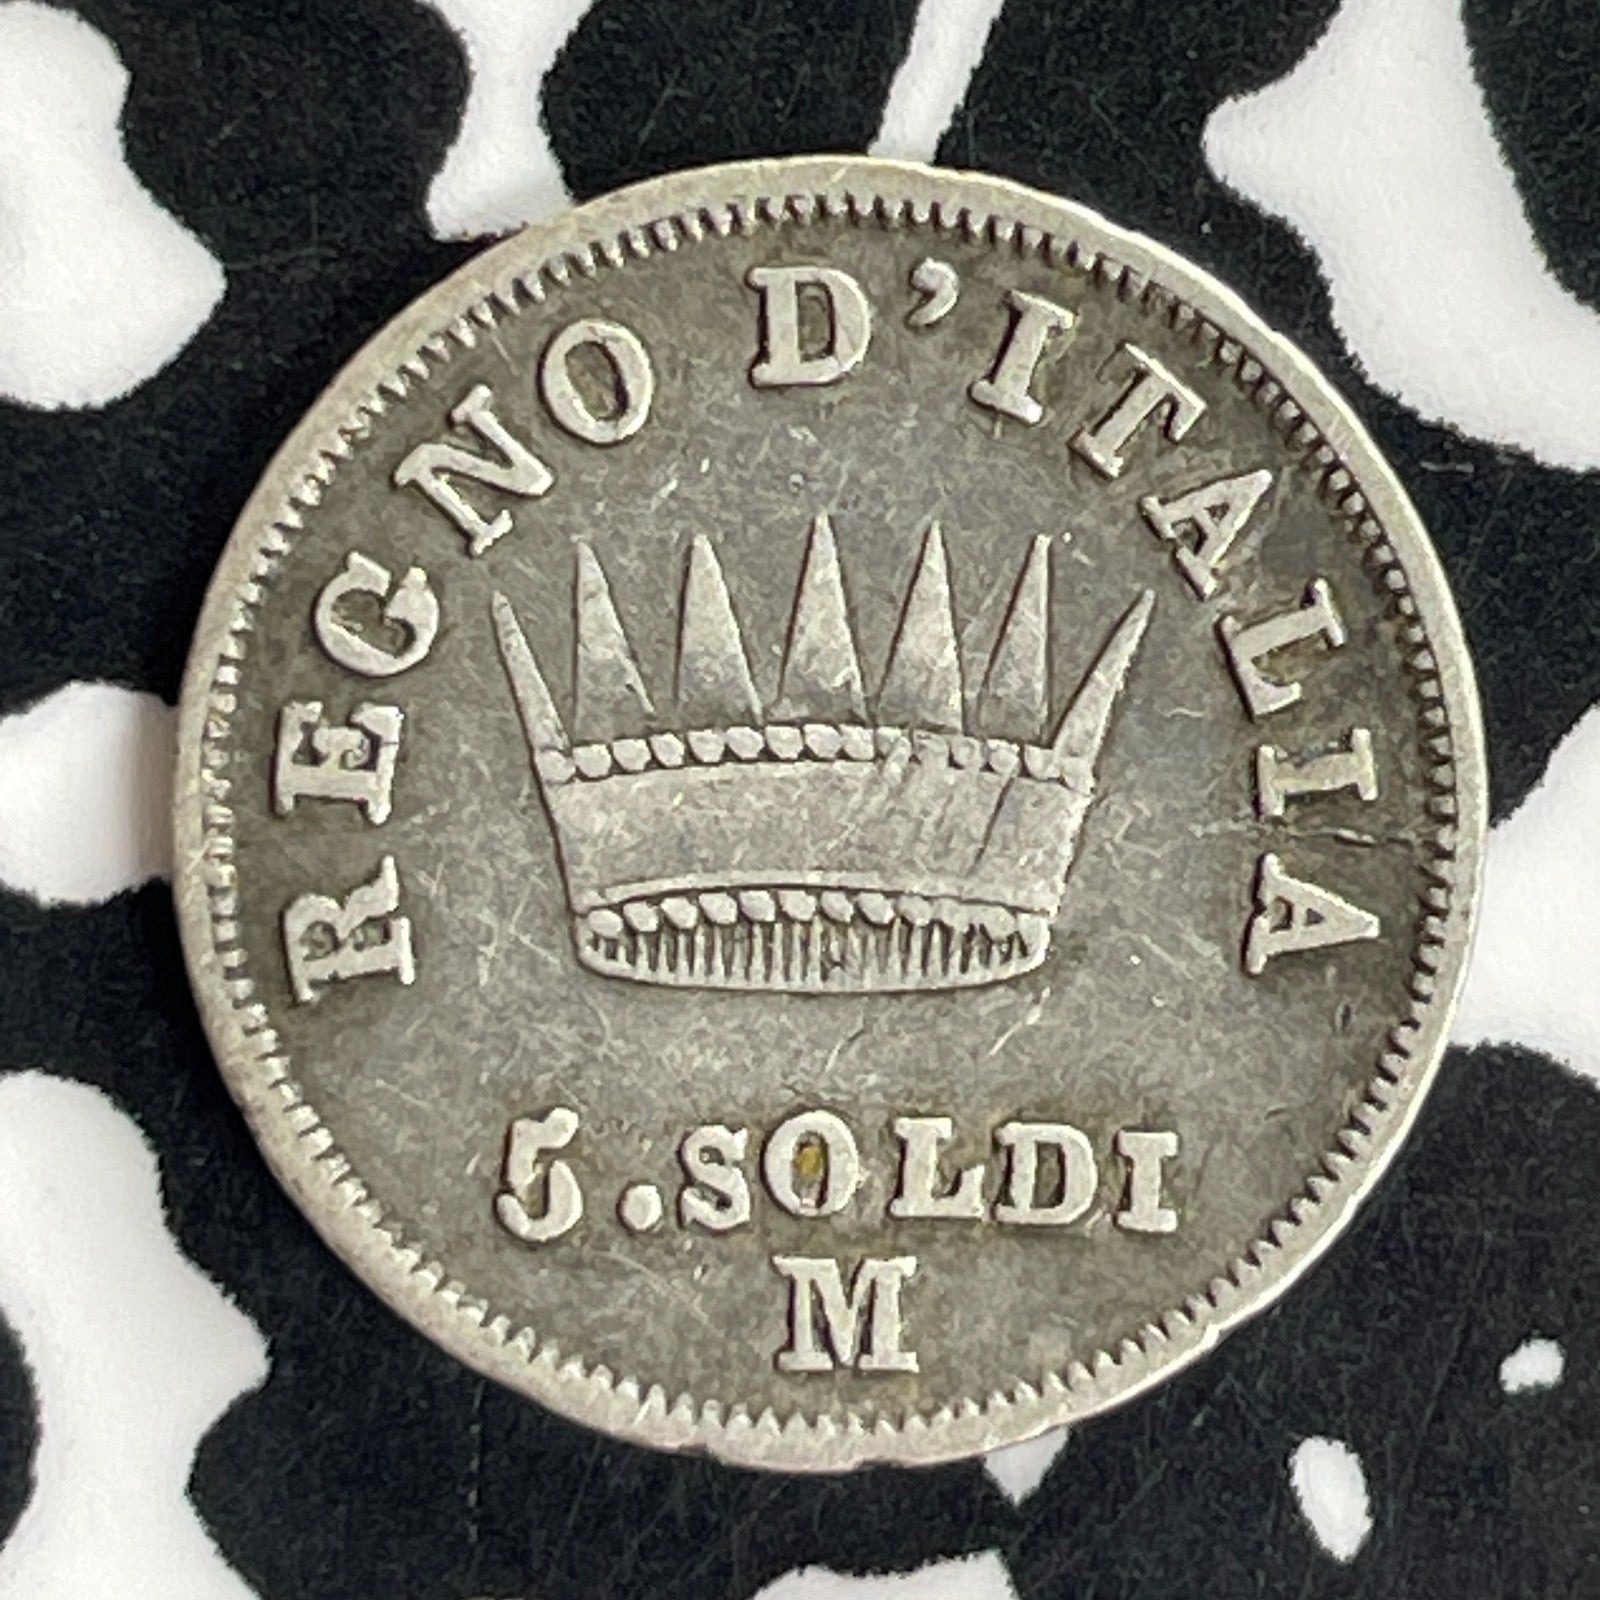 REGNO D'ITALIA
5.SOLDI
M